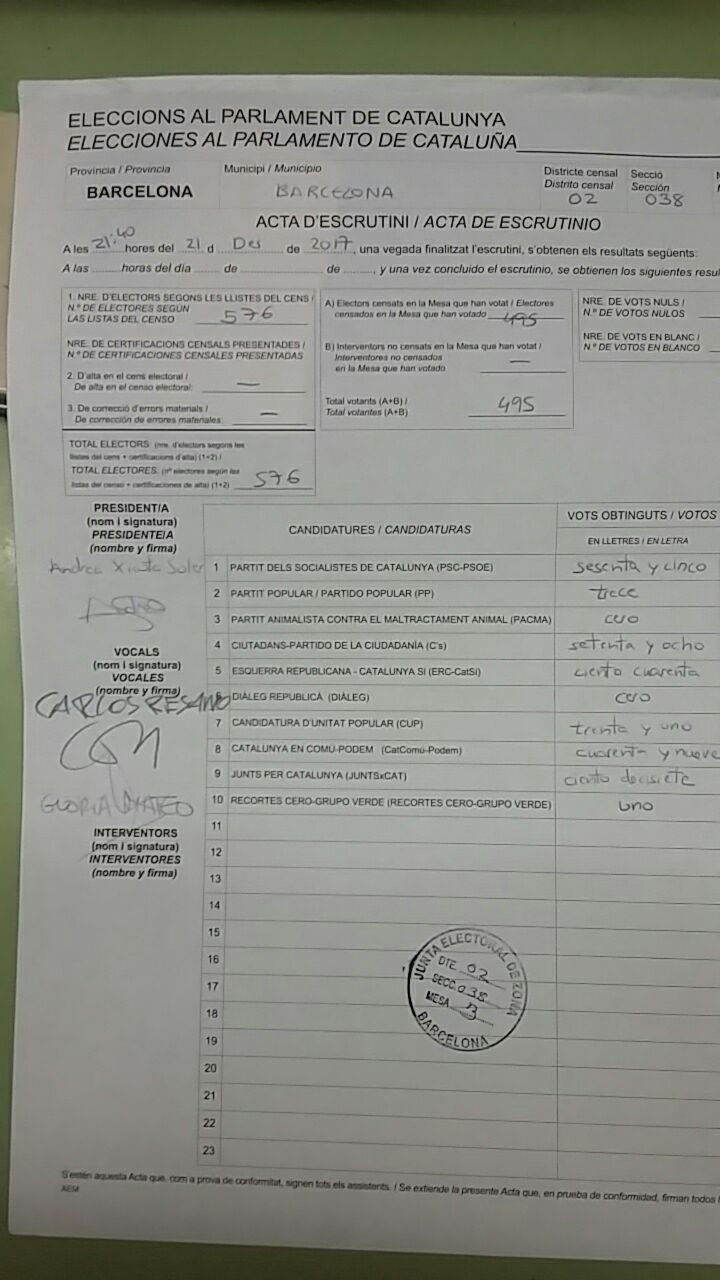 ELECCIONS AL PARLAMENT DE CATALUNYA
ELECCIONES AL PARLAMENTO DE CATALUÑA
Província / Provincia
BARCELONA
Municipi / Municipio
BARCELONA
Districte censal
Distrito censal
02
Secció
Sección
038
ACTA D'ESCRUTINI / ACTA DE ESCRUTINIO
A les 21:40 hores del 21 d Des de 2017, una vegada finalitzat l'escrutini, s'obtenen els resultats següents:
A las ........ horas del día ........ de ........ de ........, y una vez concluido el escrutinio, se obtienen los siguientes
1. NRE. D'ELECTORS SEGONS LES LLISTES DEL CENS /
N.º DE ELECTORES SEGÚN
LAS LISTAS DEL CENSO 576
NRE. DE CERTIFICACIONS CENSALS PRESENTADES /
N.º DE CERTIFICACIONES CENSALES PRESENTADAS
2. D'alta en el cens electoral /
De alta en el censo electoral: —
3. De correcció d'errors materials /
De corrección de errores materiales: —
TOTAL ELECTORS: (nre. d'electors segons les
llistes del cens + certificacions d'alta) (1+2) /
TOTAL ELECTORES: (nº electores según las
listas del censo + certificaciones de alta) (1+2) 576
A) Electors censats en la Mesa que han votat / Electores
censados en la Mesa que han votado 495
B) Interventors no censats en la Mesa que han votat /
Interventores no censados
en la Mesa que han votado —
Total votants (A+B) /
Total votantes (A+B) 495
NRE. DE VOTS NULS /
N.º DE VOTOS NULOS
NRE. DE VOTS EN BLANC /
N.º DE VOTOS EN BLANCO
PRESIDENT/A
(nom i signatura)
PRESIDENTE/A
(nombre y firma)
Andrea
VOCALS
(nom i signatura)
VOCALES
(nombre y firma)
CARLOS RESANO
GLORIA MATEO
INTERVENTORS
(nom i signatura)
INTERVENTORES
(nombre y firma)
CANDIDATURES / CANDIDATURAS
VOTS OBTINGUTS / VOTOS
EN LLETRES / EN LETRA
1 PARTIT DELS SOCIALISTES DE CATALUNYA (PSC-PSOE) sesenta y cinco
2 PARTIT POPULAR / PARTIDO POPULAR (PP) trece
3 PARTIT ANIMALISTA CONTRA EL MALTRACTAMENT ANIMAL (PACMA) cero
4 CIUTADANS-PARTIDO DE LA CIUDADANÍA (C's) setenta y ocho
5 ESQUERRA REPUBLICANA - CATALUNYA SÍ (ERC-CatSí) ciento cuarenta
6 DIÀLEG REPUBLICÀ (DIÀLEG) cero
7 CANDIDATURA D'UNITAT POPULAR (CUP) trenta y uno
8 CATALUNYA EN COMÚ-PODEM (CatComú-Podem) cuarenta y nueve
9 JUNTS PER CATALUNYA (JUNTSxCAT) ciento decisiete
10 RECORTES CERO-GRUPO VERDE (RECORTES CERO-GRUPO VERDE) uno
11
12
13
14
15
16
17
18
19
20
21
22
23
JUNTA ELECTORAL DE ZONA
DTE. 02
SECC. 038
MESA B
BARCELONA
S'estén aquesta Acta que, com a prova de conformitat, signen tots els assistents. / Se extiende la presente Acta que, en prueba de conformidad, firman todos
AEM